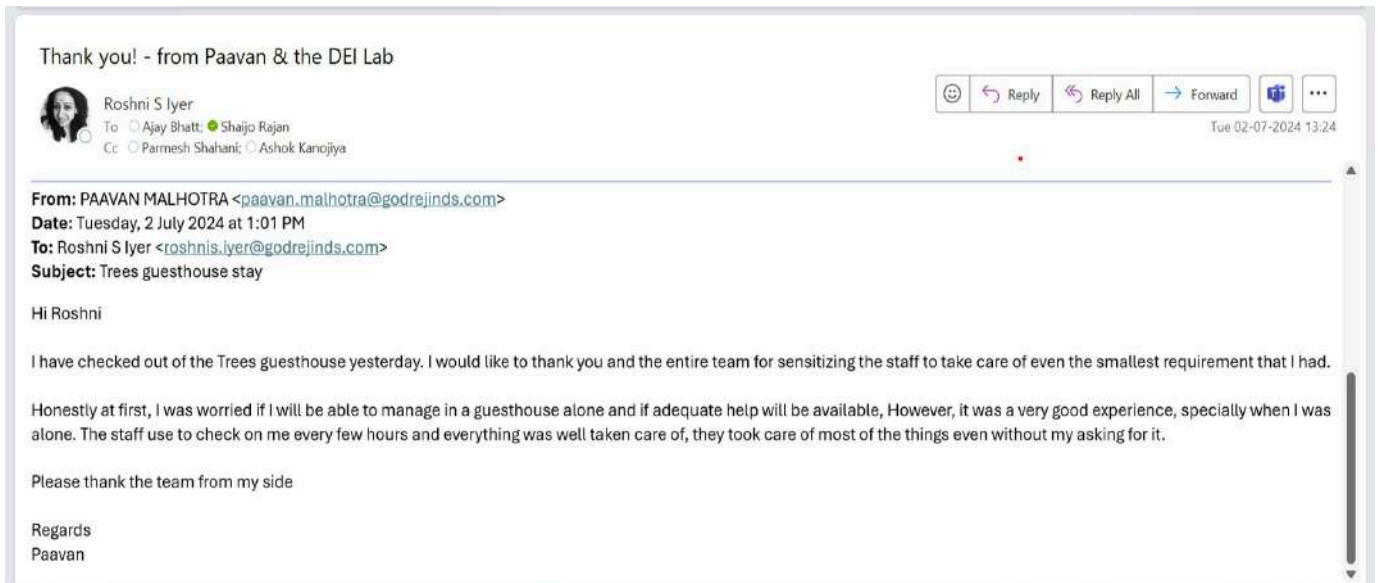 Thank you! - from Paavan & the DEI Lab
Roshni S Iyer
To Ajay Bhatt; Shaijo Rajan
Cc Parmesh Shahani; Ashok Kanojiya
Reply
Reply All
Forward
Tue 02-07-2024 13:24
From: PAAVAN MALHOTRA <paavan.malhotra@godrejinds.com>
Date: Tuesday, 2 July 2024 at 1:01 PM
To: Roshni S Iyer <roshnis.iyer@godrejinds.com>
Subject: Trees guesthouse stay
Hi Roshni
I have checked out of the Trees guesthouse yesterday. I would like to thank you and the entire team for sensitizing the staff to take care of even the smallest requirement that I had.
Honestly at first, I was worried if I will be able to manage in a guesthouse alone and if adequate help will be available, However, it was a very good experience, specially when I was
alone. The staff use to check on me every few hours and everything was well taken care of, they took care of most of the things even without my asking for it.
Please thank the team from my side
Regards
Paavan